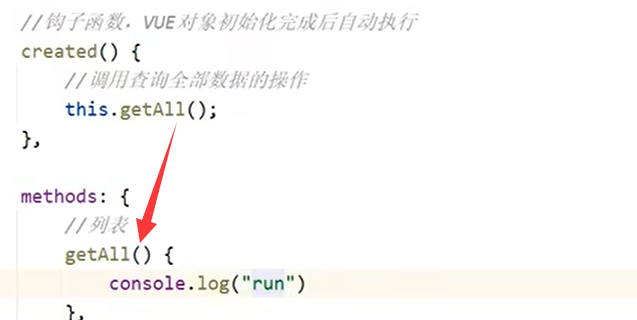 //钩子函数，VUE对象初始化完成后自动执行
created() {
//调用查询全部数据的操作
this.getAll();
},
methods: {
//列表
getAll() {
console.log("run")
},